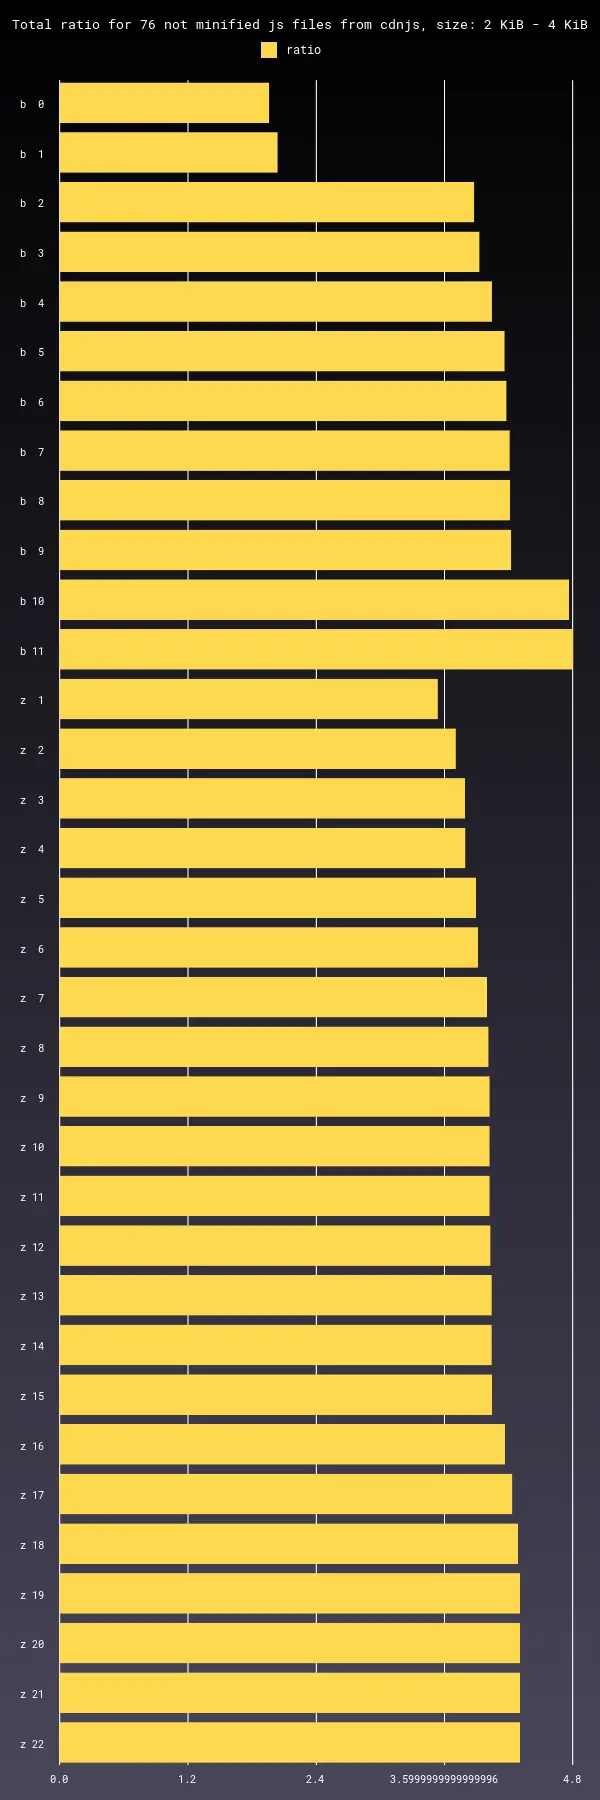 Total ratio for 76 not minified js files from cdnjs, size: 2 KiB - 4 KiB
ratio
b 0
b 1
b 2
b 3
b 4
b 5
b 6
b 7
b 8
b 9
b 10
b 11
z 1
z 2
z 3
z 4
z 5
z 6
z 7
z 8
z 9
z 10
z 11
z 12
z 13
z 14
z 15
z 16
z 17
z 18
z 19
z 20
z 21
z 22
0.0 1.2 2.4 3.5999999999999996 4.8